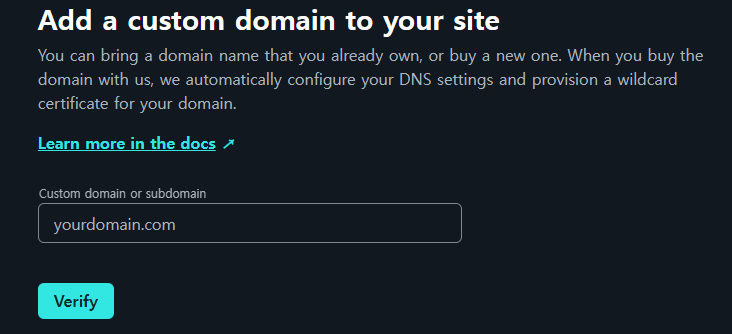 Add a custom domain to your site
You can bring a domain name that you already own, or buy a new one. When you buy the
domain with us, we automatically configure your DNS settings and provision a wildcard
certificate for your domain.
Learn more in the docs ↗
Custom domain or subdomain
yourdomain.com
Verify